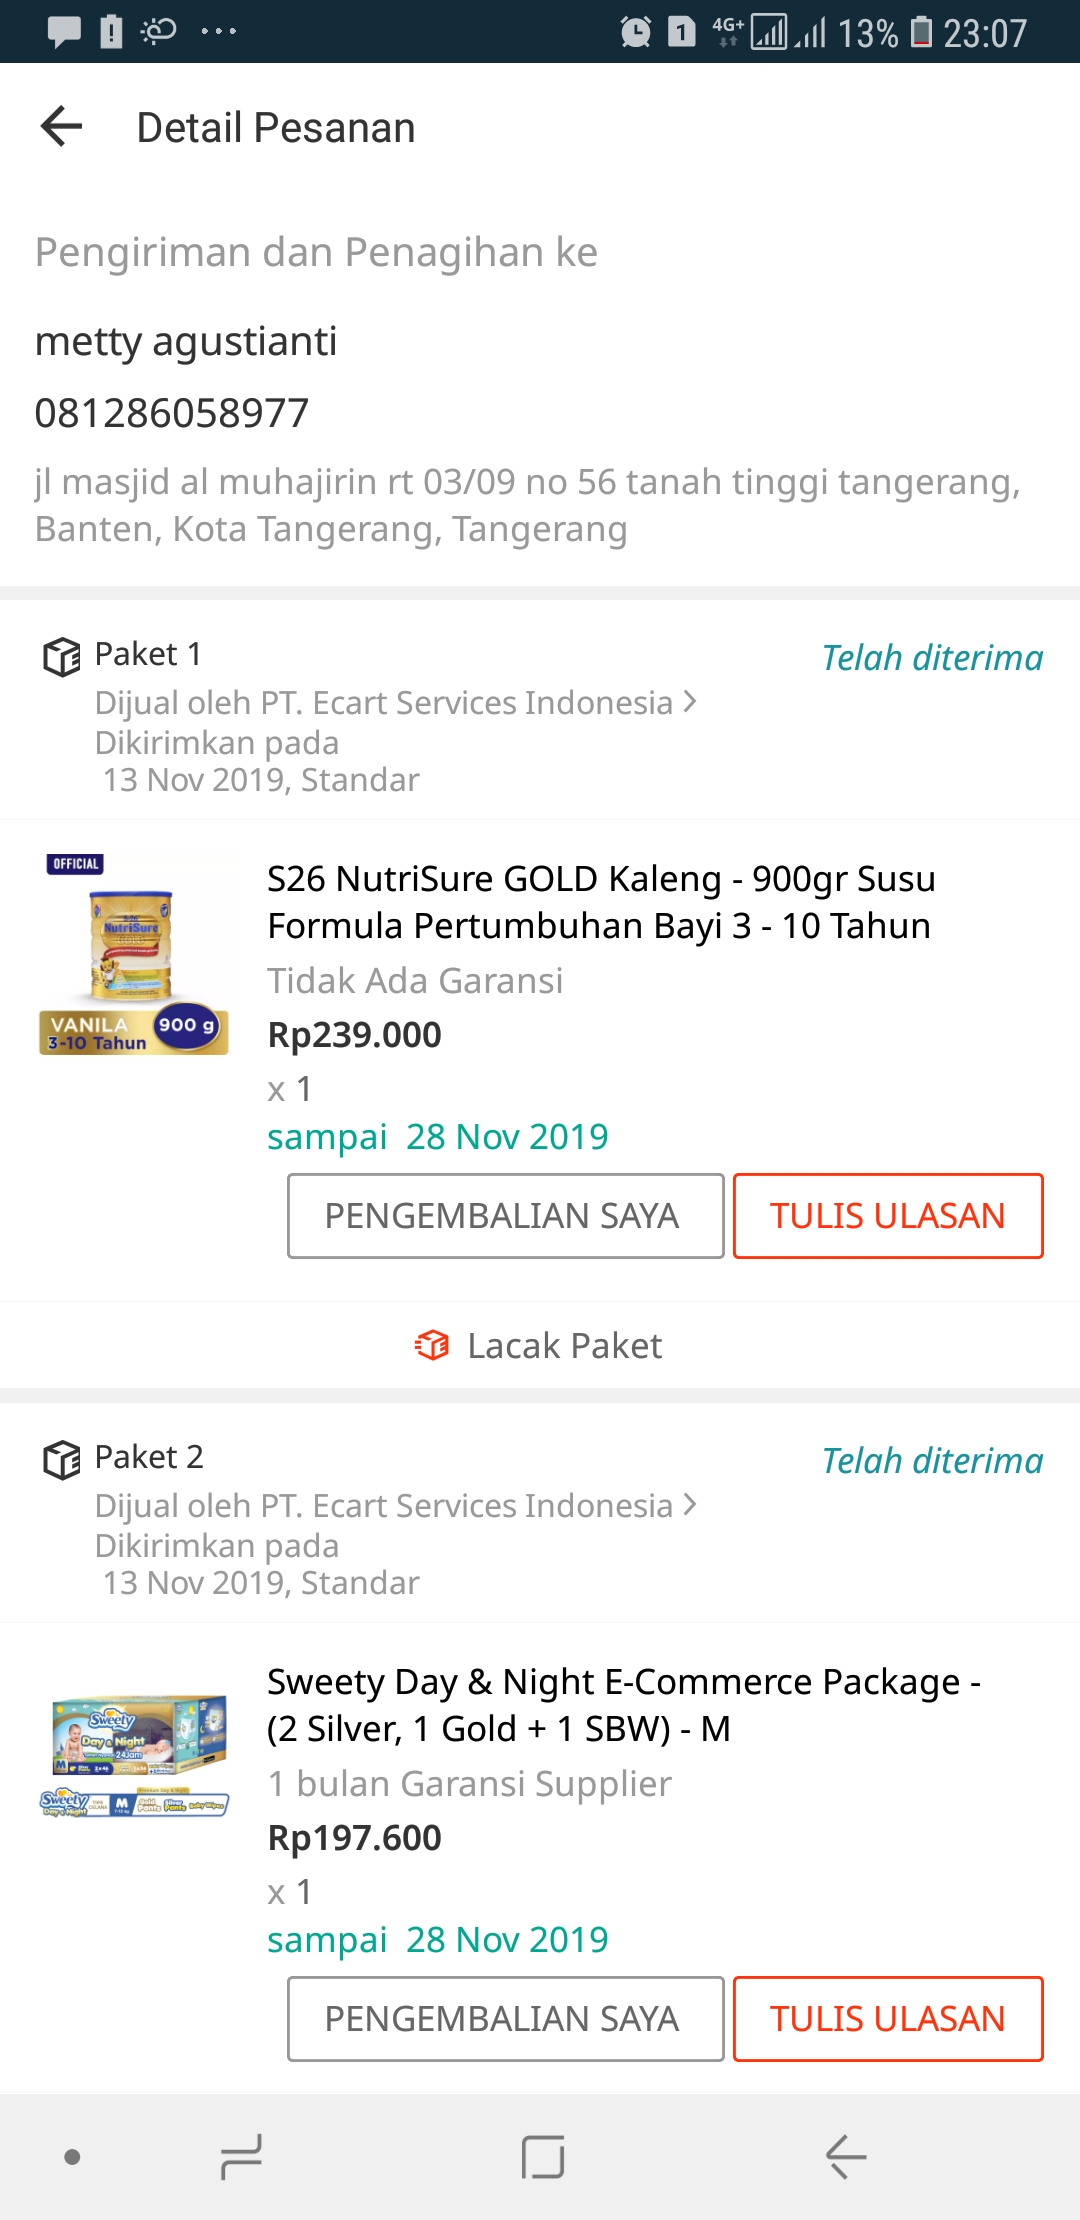 4G+ 13% 23:07
Detail Pesanan
Pengiriman dan Penagihan ke
metty agustianti
081286058977
jl masjid al muhajirin rt 03/09 no 56 tanah tinggi tangerang,
Banten, Kota Tangerang, Tangerang
Paket 1
Telah diterima
Dijual oleh PT. Ecart Services Indonesia
Dikirimkan pada
13 Nov 2019, Standar
OFFICIAL
S26 NutriSure GOLD Kaleng - 900gr Susu
Formula Pertumbuhan Bayi 3 - 10 Tahun
NutriSure
GOLD
VANILA 900 g
3-10 Tahun
Tidak Ada Garansi
Rp239.000
x 1
sampai 28 Nov 2019
PENGEMBALIAN SAYA
TULIS ULASAN
Lacak Paket
Paket 2
Telah diterima
Dijual oleh PT. Ecart Services Indonesia
Dikirimkan pada
13 Nov 2019, Standar
Sweety Day & Night E-Commerce Package -
(2 Silver, 1 Gold + 1 SBW) - M
Sweety
Day & Night
24Jam
M
Sweety
Day & Night
M
1 bulan Garansi Supplier
Rp197.600
x 1
sampai 28 Nov 2019
PENGEMBALIAN SAYA
TULIS ULASAN